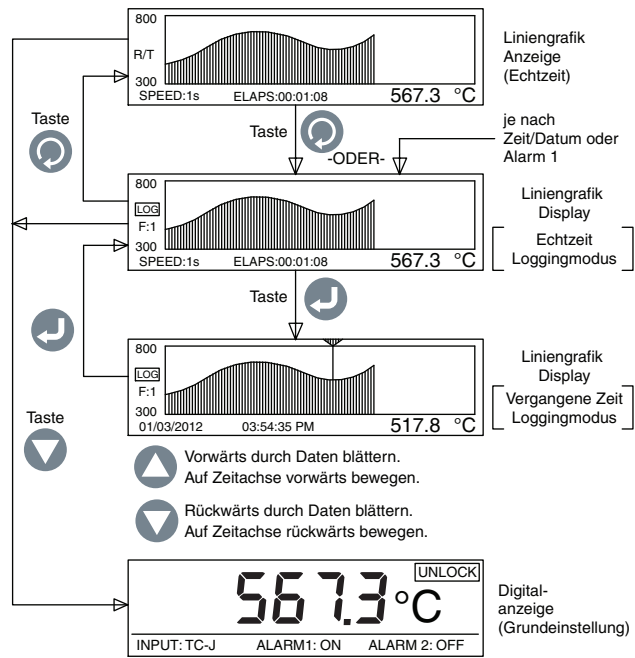 800
R/T
300
SPEED:1s ELAPS:00:01:08 567.3 °C
Liniengrafik
Anzeige
(Echtzeit)
Taste
Taste
-ODER-
je nach
Zeit/Datum oder
Alarm 1
800
LOG
F:1
300
SPEED:1s ELAPS:00:01:08 567.3 °C
Liniengrafik
Display
Echtzeit
Loggingmodus
Taste
800
LOG
F:1
300
01/03/2012 03:54:35 PM 517.8 °C
Liniengrafik
Display
Vergangene Zeit
Loggingmodus
Taste
Vorwärts durch Daten blättern.
Auf Zeitachse vorwärts bewegen.
Rückwärts durch Daten blättern.
Auf Zeitachse rückwärts bewegen.
UNLOCK
567.3 °C
INPUT: TC-J ALARM1: ON ALARM 2: OFF
Digital-
anzeige
(Grundeinstellung)